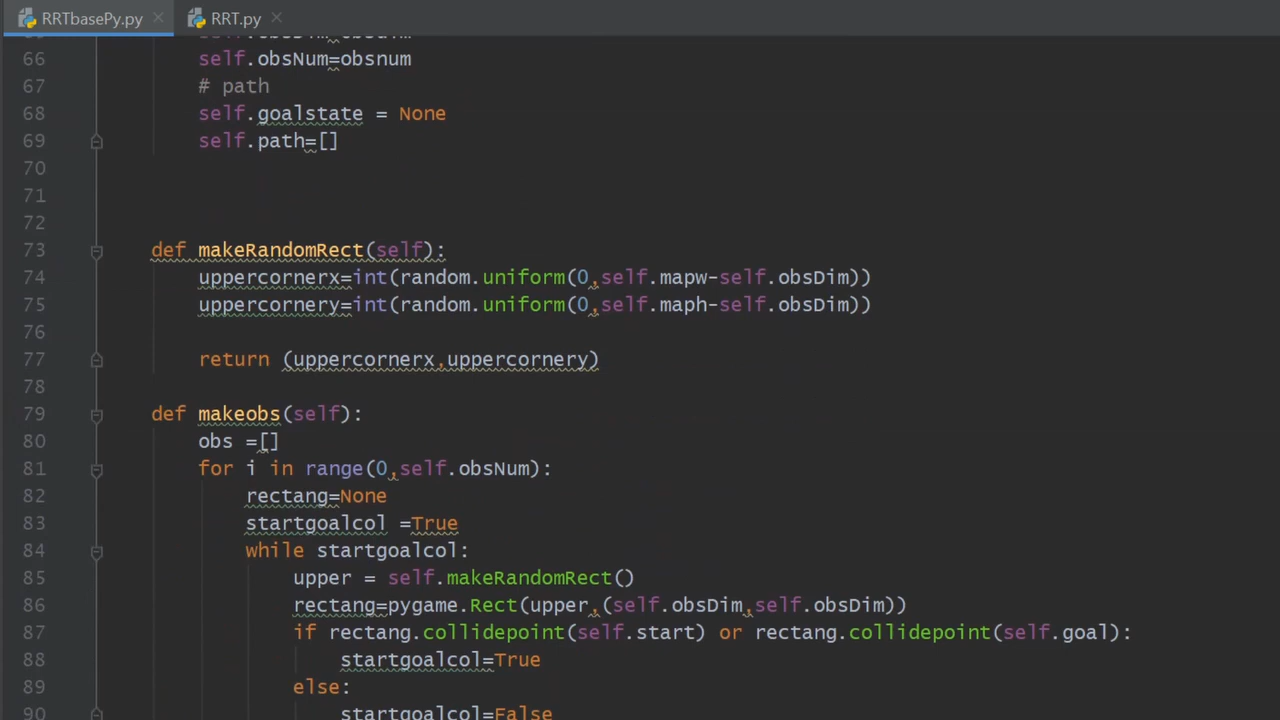 RRTbasePy.py
RRT.py
66 self.obsNum=obsnum
67 # path
68 self.goalstate = None
69 self.path=[]
70
71
72
73 def makeRandomRect(self):
74 uppercornerx=int(random.uniform(0,self.mapw-self.obsDim))
75 uppercornery=int(random.uniform(0,self.maph-self.obsDim))
76
77 return (uppercornerx,uppercornery)
78
79 def makeobs(self):
80 obs =[]
81 for i in range(0,self.obsNum):
82 rectang=None
83 startgoalcol =True
84 while startgoalcol:
85 upper = self.makeRandomRect()
86 rectang=pygame.Rect(upper,(self.obsDim,self.obsDim))
87 if rectang.collidepoint(self.start) or rectang.collidepoint(self.goal):
88 startgoalcol=True
89 else:
90 startgoalcol=False